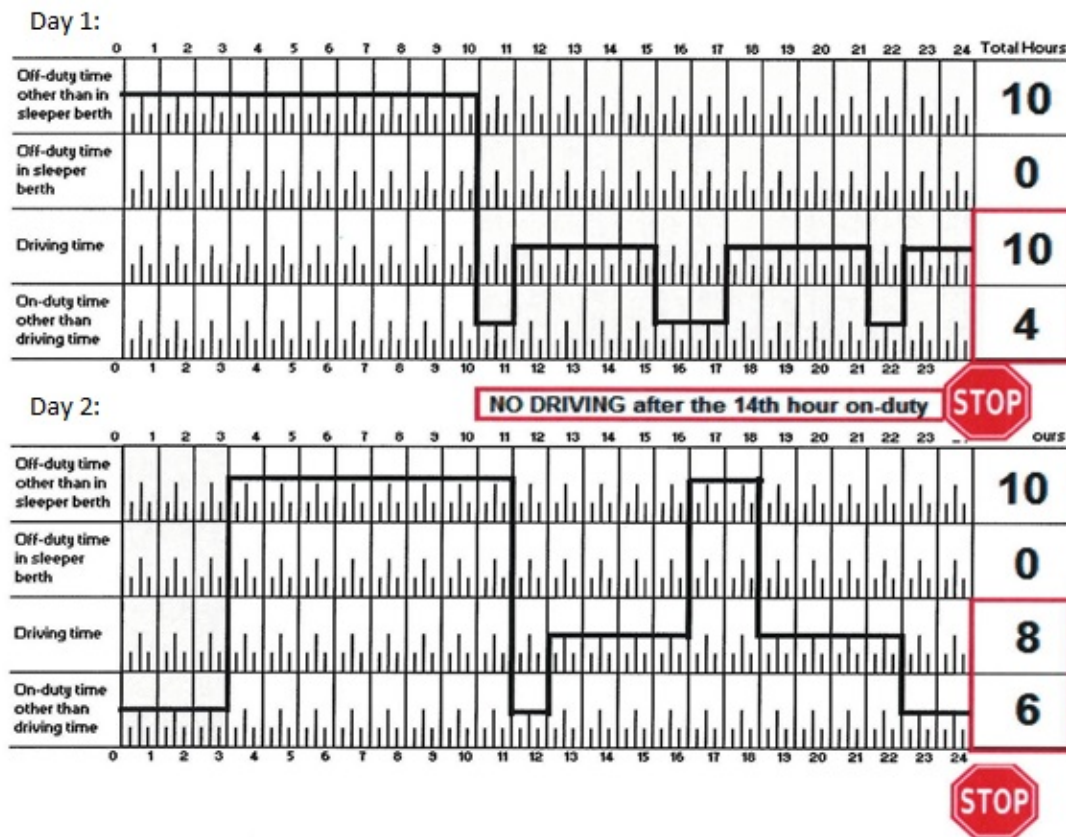 Day 1:
0 1 2 3 4 5 6 7 8 9 10 11 12 13 14 15 16 17 18 19 20 21 22 23 24 Total Hours
Off-duty time
other than in
sleeper berth
10
Off-duty time
in sleeper
berth
0
Driving time
10
On-duty time
other than
driving time
4
0 1 2 3 4 5 6 7 8 9 10 11 12 13 14 15 16 17 18 19 20 21 22 23
NO DRIVING after the 14th hour on-duty
STOP
Day 2:
0 1 2 3 4 5 6 7 8 9 10 11 12 13 14 15 16 17 18 19 20 21 22 23 ours
Off-duty time
other than in
sleeper berth
10
Off-duty time
in sleeper
berth
0
Driving time
8
On-duty time
other than
driving time
6
0 1 2 3 4 5 6 7 8 9 10 11 12 13 14 15 16 17 18 19 20 21 22 23 24
STOP